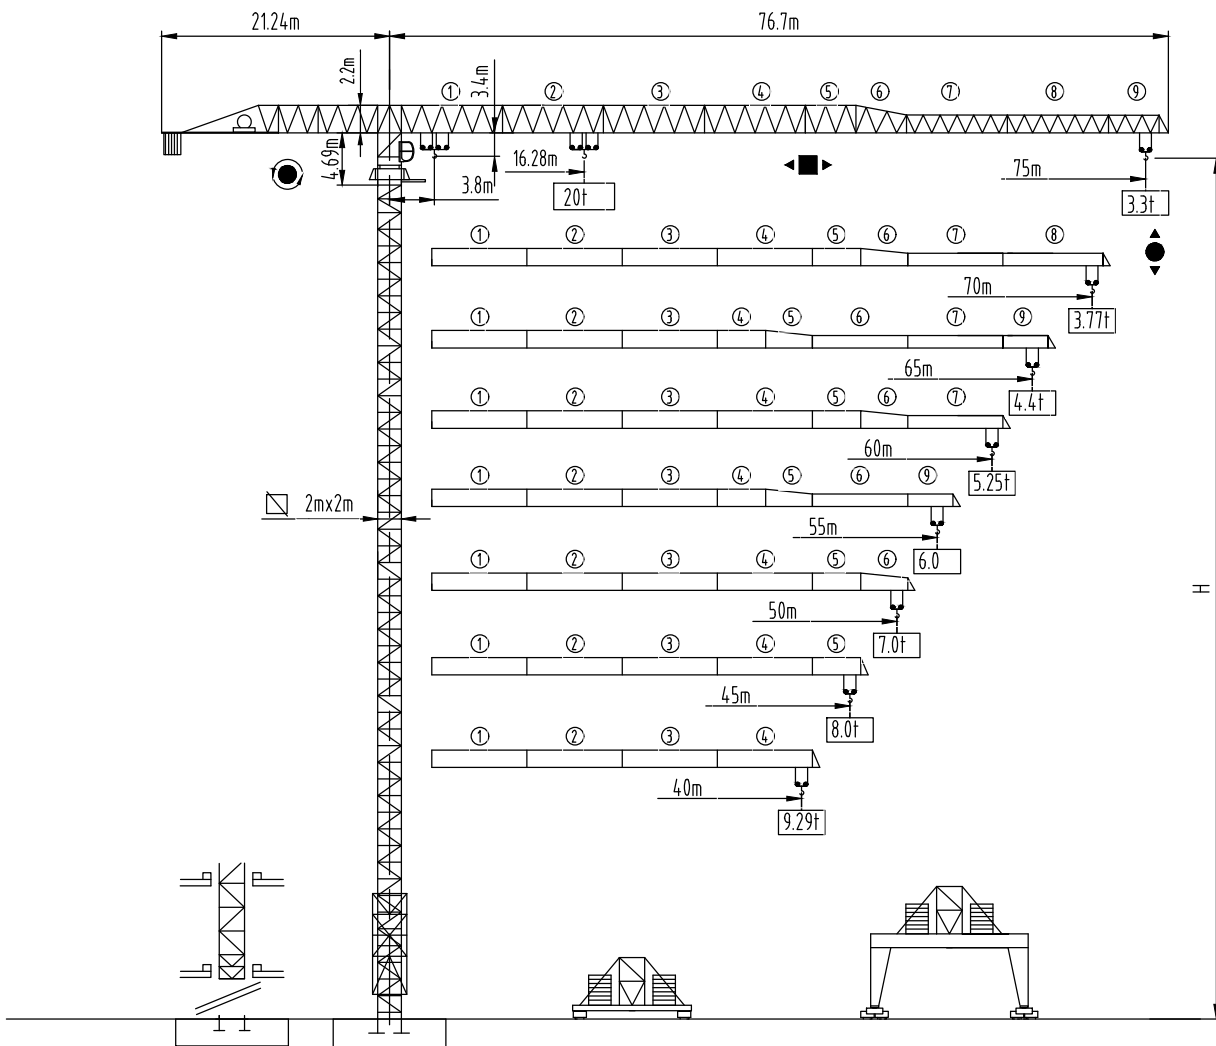 21.24m 76.7m
2.2m 3.4m
① ② ③ ④ ⑤ ⑥ ⑦ ⑧ ⑨
4.69m 16.28m 75m
3.8m 20t 3.3t
① ② ③ ④ ⑤ ⑥ ⑦ ⑧
70m
3.77t
① ② ③ ④ ⑤ ⑥ ⑦ ⑨
65m
4.4t
① ② ③ ④ ⑤ ⑥ ⑦
60m
5.25t
① ② ③ ④ ⑤ ⑥ ⑨
2mx2m
55m
6.0
① ② ③ ④ ⑤ ⑥
H
50m
7.0t
① ② ③ ④ ⑤
45m
8.0t
① ② ③ ④
40m
9.29t